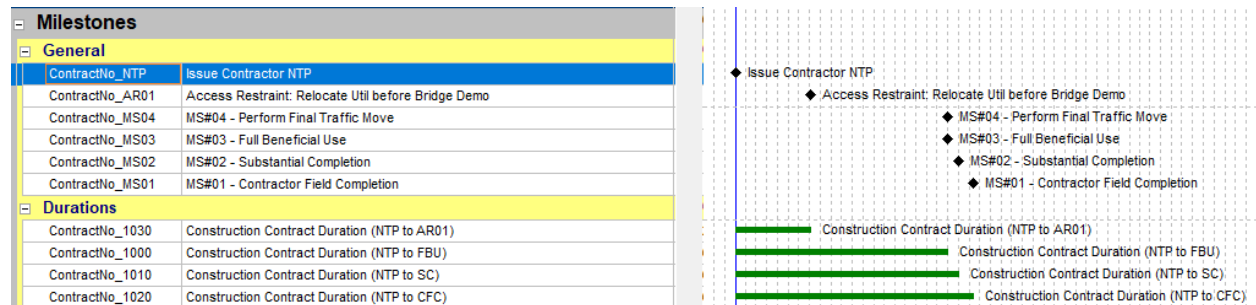 Milestones
General
ContractNo_NTP Issue Contractor NTP Issue Contractor NTP
ContractNo_AR01 Access Restraint: Relocate Util before Bridge Demo Access Restraint: Relocate Util before Bridge Demo
ContractNo_MS04 MS#04 - Perform Final Traffic Move MS#04 - Perform Final Traffic Move
ContractNo_MS03 MS#03 - Full Beneficial Use MS#03 - Full Beneficial Use
ContractNo_MS02 MS#02 - Substantial Completion MS#02 - Substantial Completion
ContractNo_MS01 MS#01 - Contractor Field Completion MS#01 - Contractor Field Completion
Durations
ContractNo_1030 Construction Contract Duration (NTP to AR01) Construction Contract Duration (NTP to AR01)
ContractNo_1000 Construction Contract Duration (NTP to FBU) Construction Contract Duration (NTP to FBU)
ContractNo_1010 Construction Contract Duration (NTP to SC) Construction Contract Duration (NTP to SC)
ContractNo_1020 Construction Contract Duration (NTP to CFC) Construction Contract Duration (NTP to CFC)